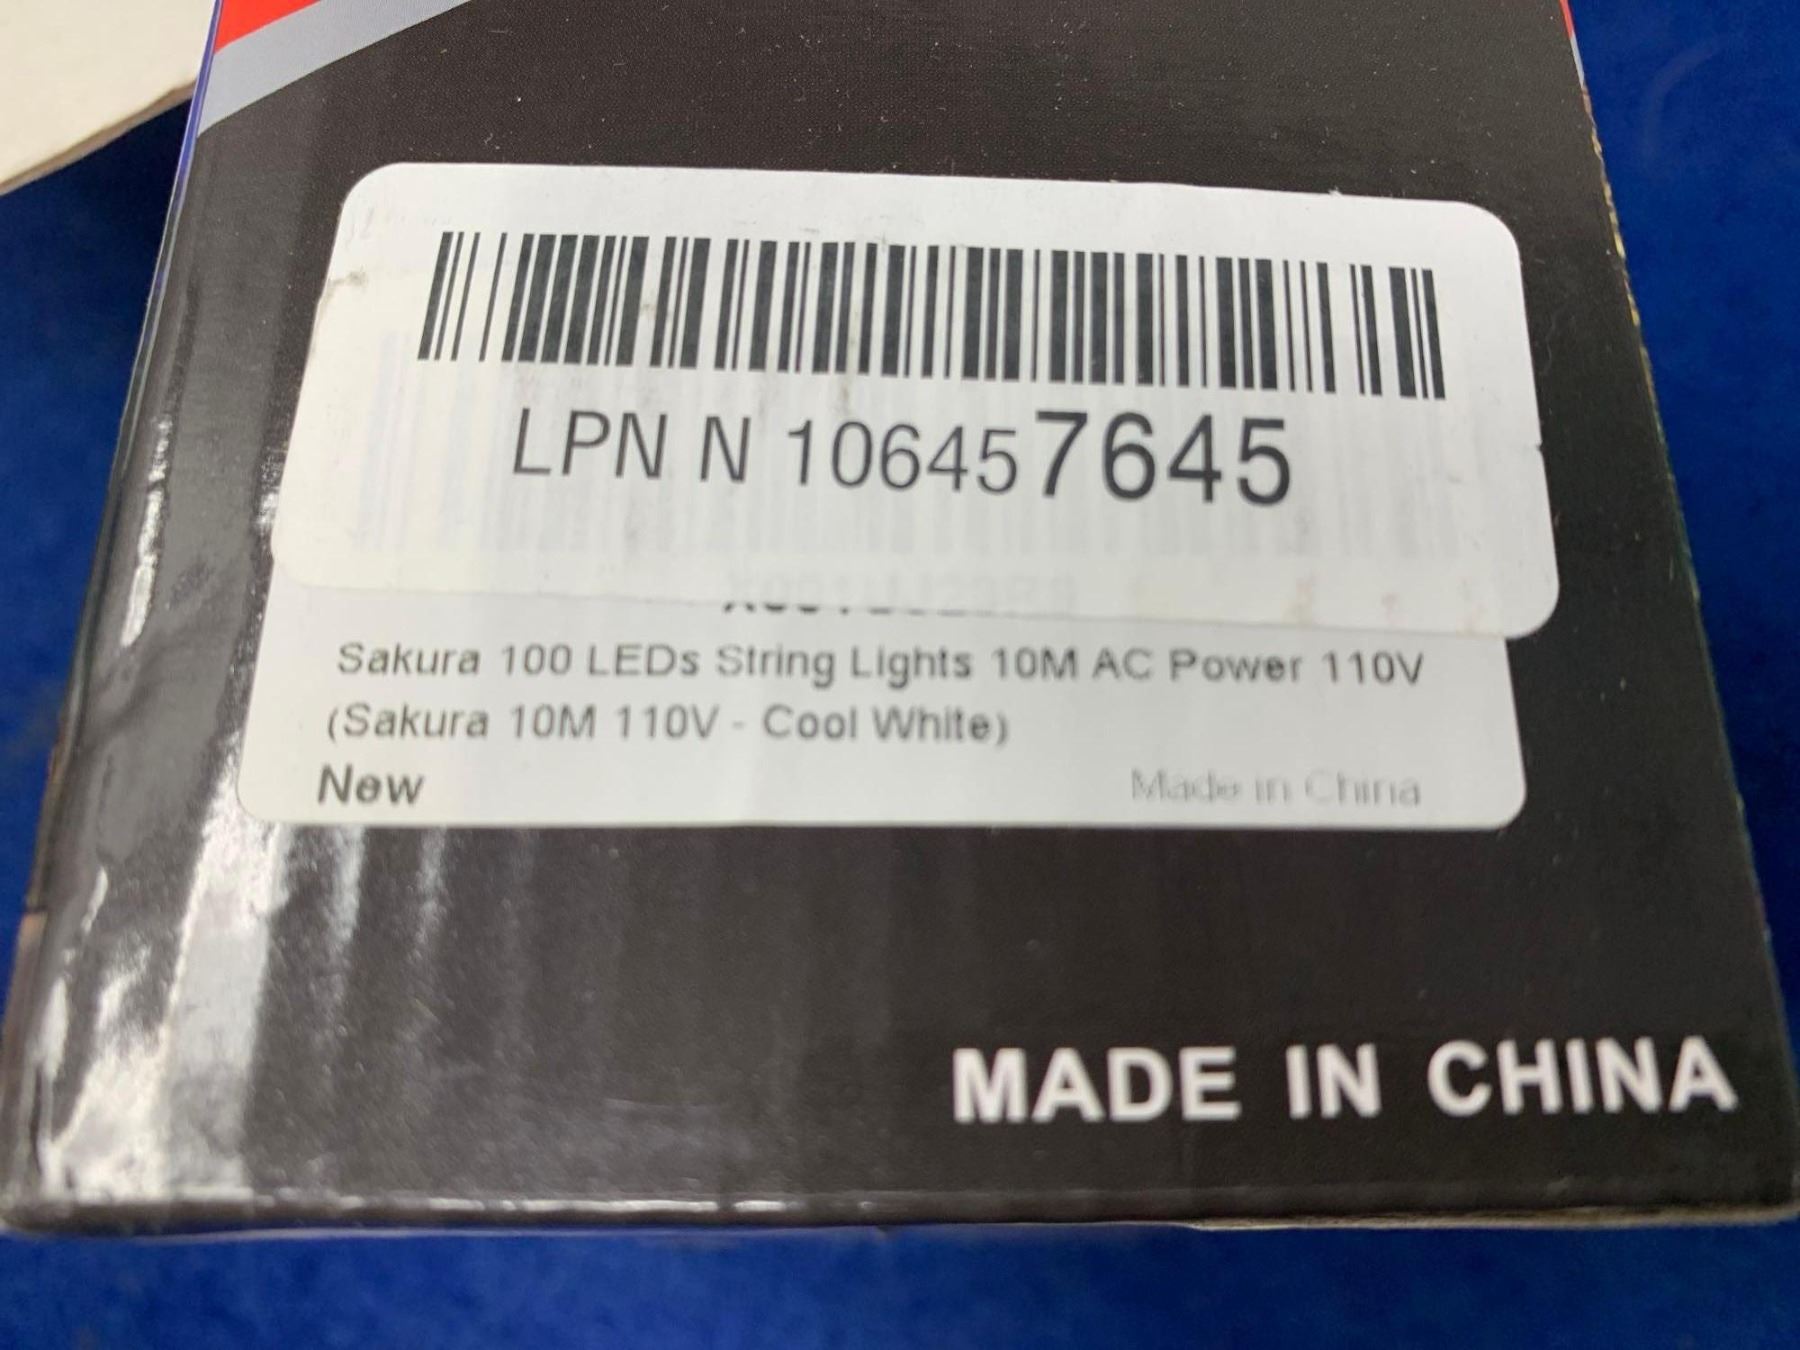 LPN N 106457645
Sakura 100 LEDs String Lights 10M AC Power 110V
(Sakura 10M 110V - Cool White)
New
Made in China
MADE IN CHINA